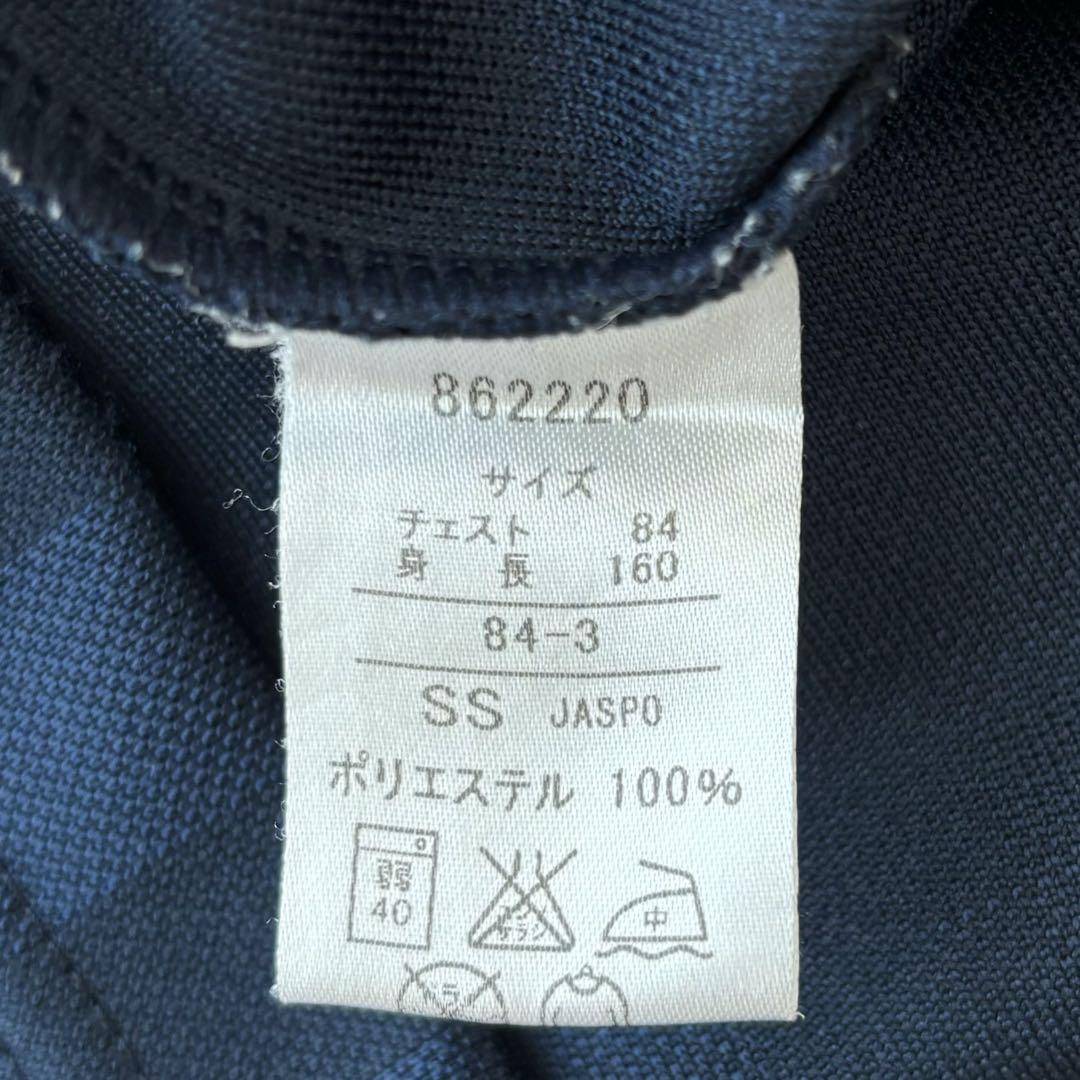 862220
サイズ
チェスト 84
身長 160
84-3
SS JASPO
ポリエステル 100%
弱
40
中
ドライ